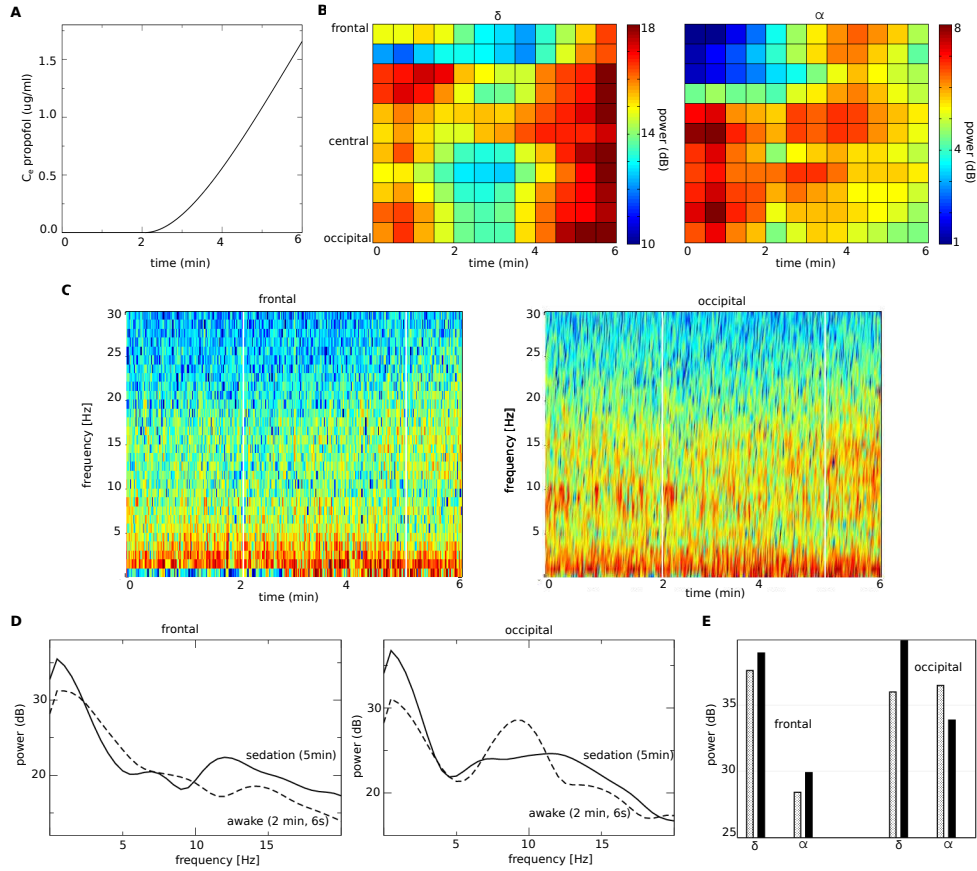 A
1.5
1.0
0.5
0.0
Ce propofol (ug/ml)
0 2 4 6
time (min)
B
δ
frontal
central
occipital
0 2 4 6
time (min)
18
14
10
power (dB)
α
0 2 4 6
time (min)
8
4
1
power (dB)
C
frontal
30
25
20
15
10
5
frequency [Hz]
0 2 4 6
time (min)
occipital
30
25
20
15
10
5
frequency [Hz]
0 2 4 6
time (min)
D
frontal
30
20
power (dB)
sedation (5min)
awake (2 min, 6s)
5 10 15
frequency [Hz]
occipital
30
20
power (dB)
sedation (5min)
awake (2 min, 6s)
5 10 15
frequency [Hz]
E
35
30
25
power (dB)
occipital
frontal
δ α δ α